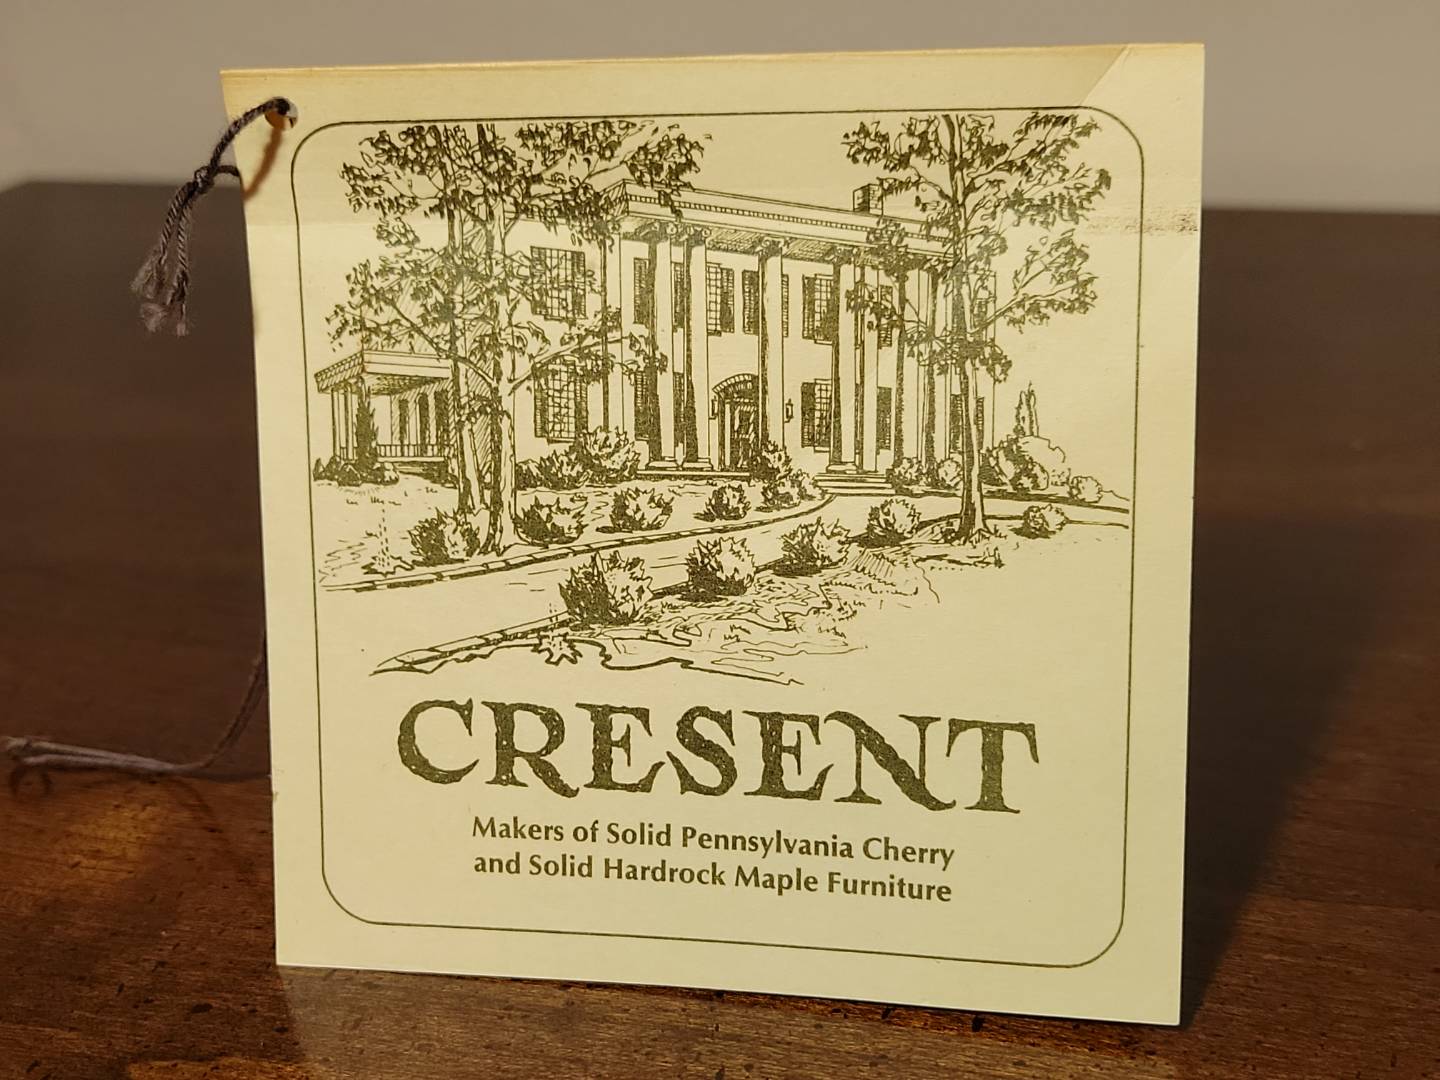 CRESENT
Makers of Solid Pennsylvania Cherry
and Solid Hardrock Maple Furniture